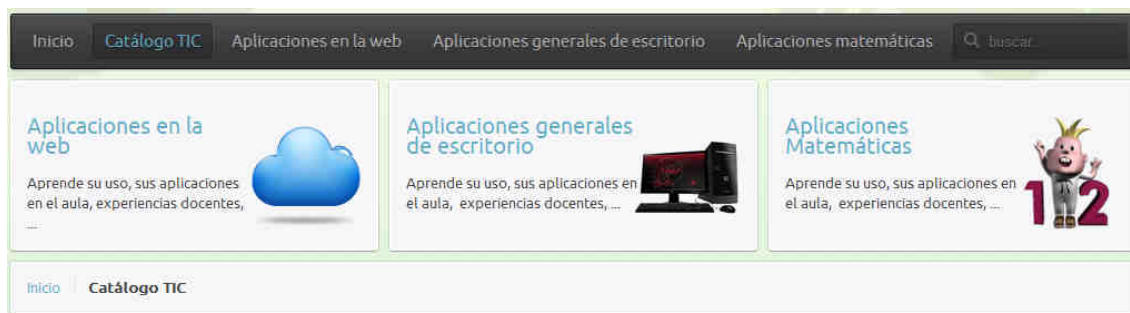 Inicio Catálogo TIC Aplicaciones en la web Aplicaciones generales de escritorio Aplicaciones matemáticas buscar...
Aplicaciones en la
web
Aprende su uso, sus aplicaciones
en el aula, experiencias docentes,
...
Aplicaciones generales
de escritorio
Aprende su uso, sus aplicaciones en
el aula, experiencias docentes, ...
Aplicaciones
Matemáticas
Aprende su uso, sus aplicaciones en
el aula, experiencias docentes, ...
1 2
Inicio Catálogo TIC